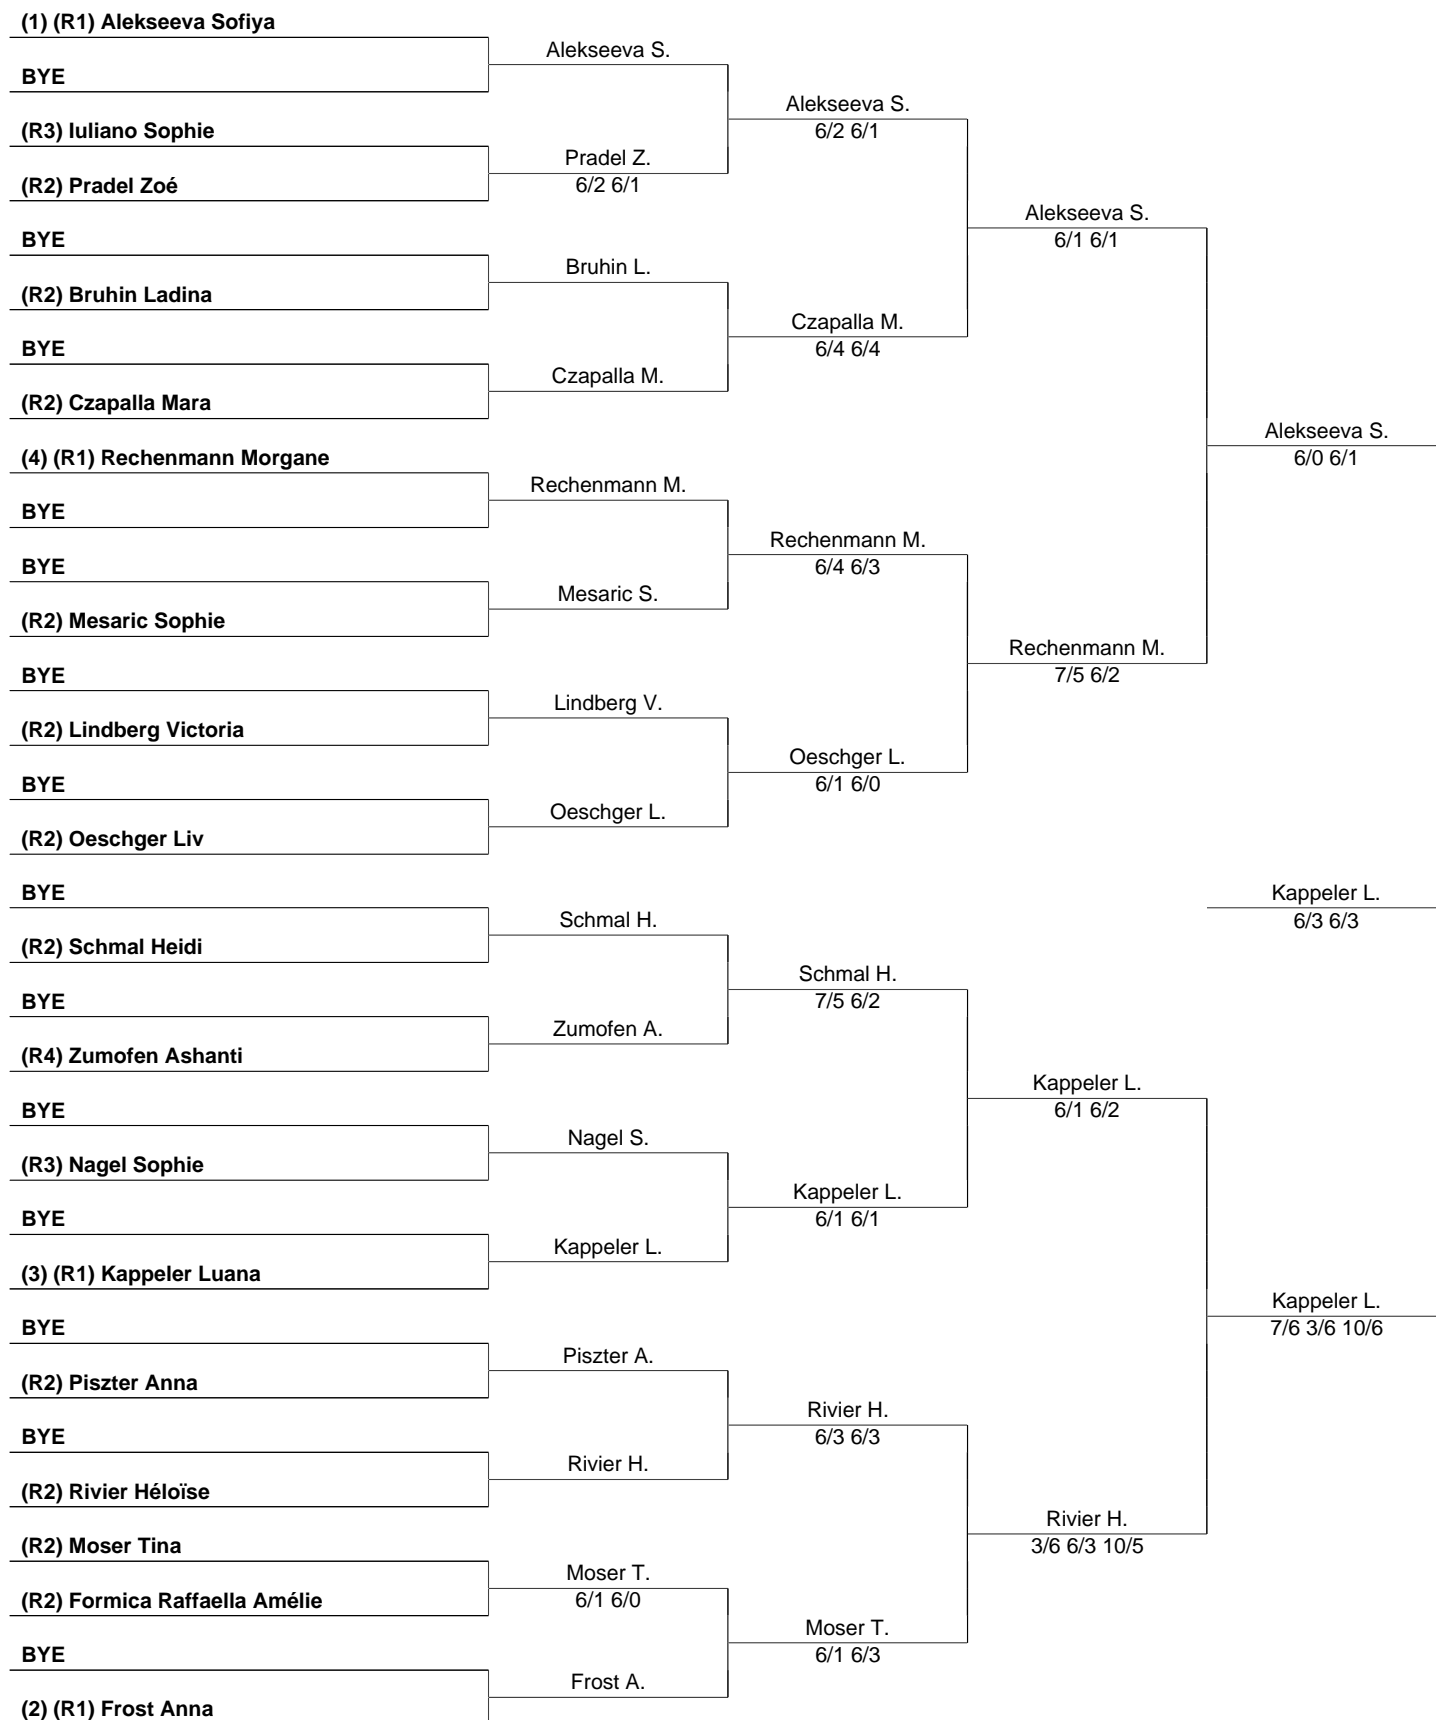 (1) (R1) Alekseeva Sofiya
Alekseeva S.
BYE
Alekseeva S.
6/2 6/1
(R3) Iuliano Sophie
Pradel Z.
6/2 6/1
(R2) Pradel Zoé
Alekseeva S.
6/1 6/1
BYE
Bruhin L.
(R2) Bruhin Ladina
Czapalla M.
6/4 6/4
BYE
Czapalla M.
(R2) Czapalla Mara
Alekseeva S.
6/0 6/1
(4) (R1) Rechenmann Morgane
Rechenmann M.
BYE
Rechenmann M.
6/4 6/3
BYE
Mesaric S.
(R2) Mesaric Sophie
Rechenmann M.
7/5 6/2
BYE
Lindberg V.
(R2) Lindberg Victoria
Oeschger L.
6/1 6/0
BYE
Oeschger L.
(R2) Oeschger Liv
BYE
Kappeler L.
6/3 6/3
Schmal H.
(R2) Schmal Heidi
Schmal H.
7/5 6/2
BYE
Zumofen A.
(R4) Zumofen Ashanti
Kappeler L.
6/1 6/2
BYE
Nagel S.
(R3) Nagel Sophie
Kappeler L.
6/1 6/1
BYE
Kappeler L.
(3) (R1) Kappeler Luana
Kappeler L.
7/6 3/6 10/6
BYE
Piszter A.
(R2) Piszter Anna
Rivier H.
6/3 6/3
BYE
Rivier H.
(R2) Rivier Héloïse
Rivier H.
3/6 6/3 10/5
(R2) Moser Tina
Moser T.
6/1 6/0
(R2) Formica Raffaella Amélie
Moser T.
6/1 6/3
BYE
Frost A.
(2) (R1) Frost Anna